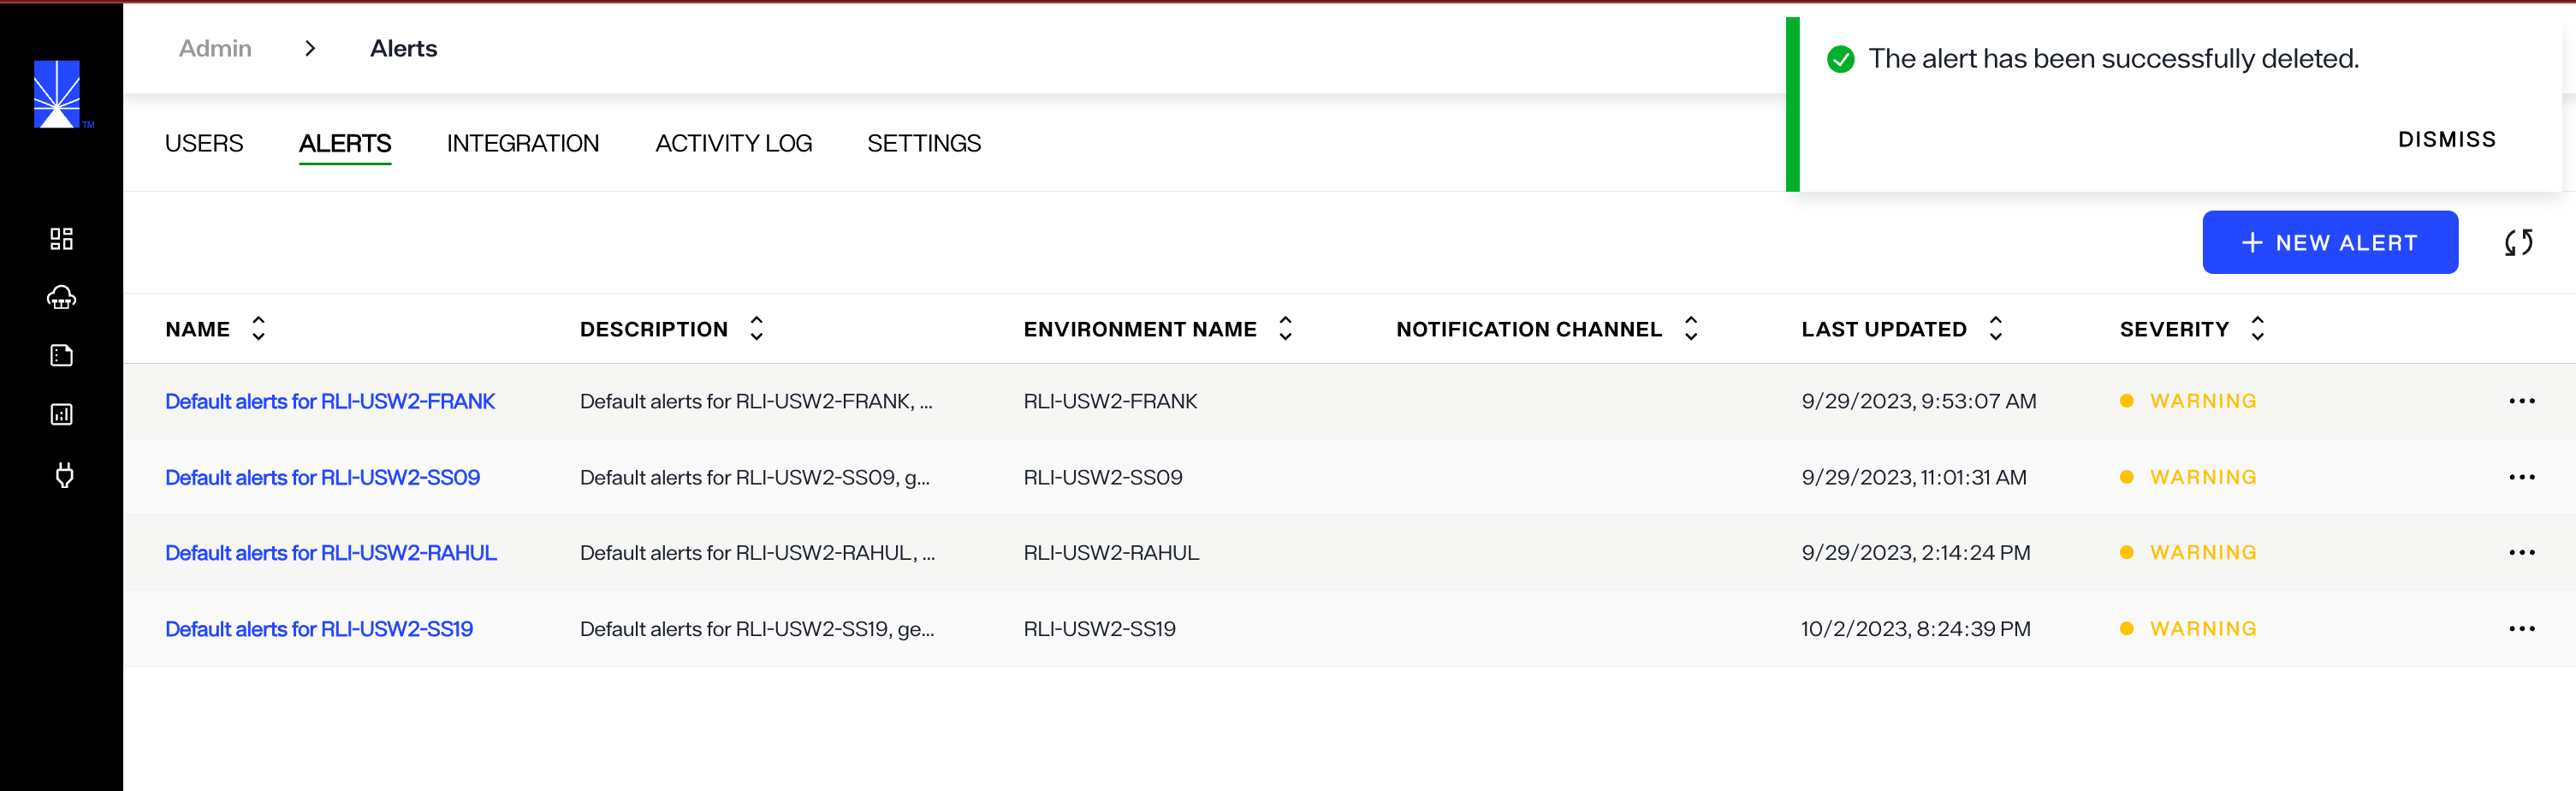 Admin > Alerts
The alert has been successfully deleted.
DISMISS
TM
USERS ALERTS INTEGRATION ACTIVITY LOG SETTINGS
+ NEW ALERT
NAME DESCRIPTION ENVIRONMENT NAME NOTIFICATION CHANNEL LAST UPDATED SEVERITY
Default alerts for RLI-USW2-FRANK Default alerts for RLI-USW2-FRANK, ... RLI-USW2-FRANK 9/29/2023, 9:53:07 AM WARNING
Default alerts for RLI-USW2-SS09 Default alerts for RLI-USW2-SS09, g... RLI-USW2-SS09 9/29/2023, 11:01:31 AM WARNING
Default alerts for RLI-USW2-RAHUL Default alerts for RLI-USW2-RAHUL, ... RLI-USW2-RAHUL 9/29/2023, 2:14:24 PM WARNING
Default alerts for RLI-USW2-SS19 Default alerts for RLI-USW2-SS19, ge... RLI-USW2-SS19 10/2/2023, 8:24:39 PM WARNING